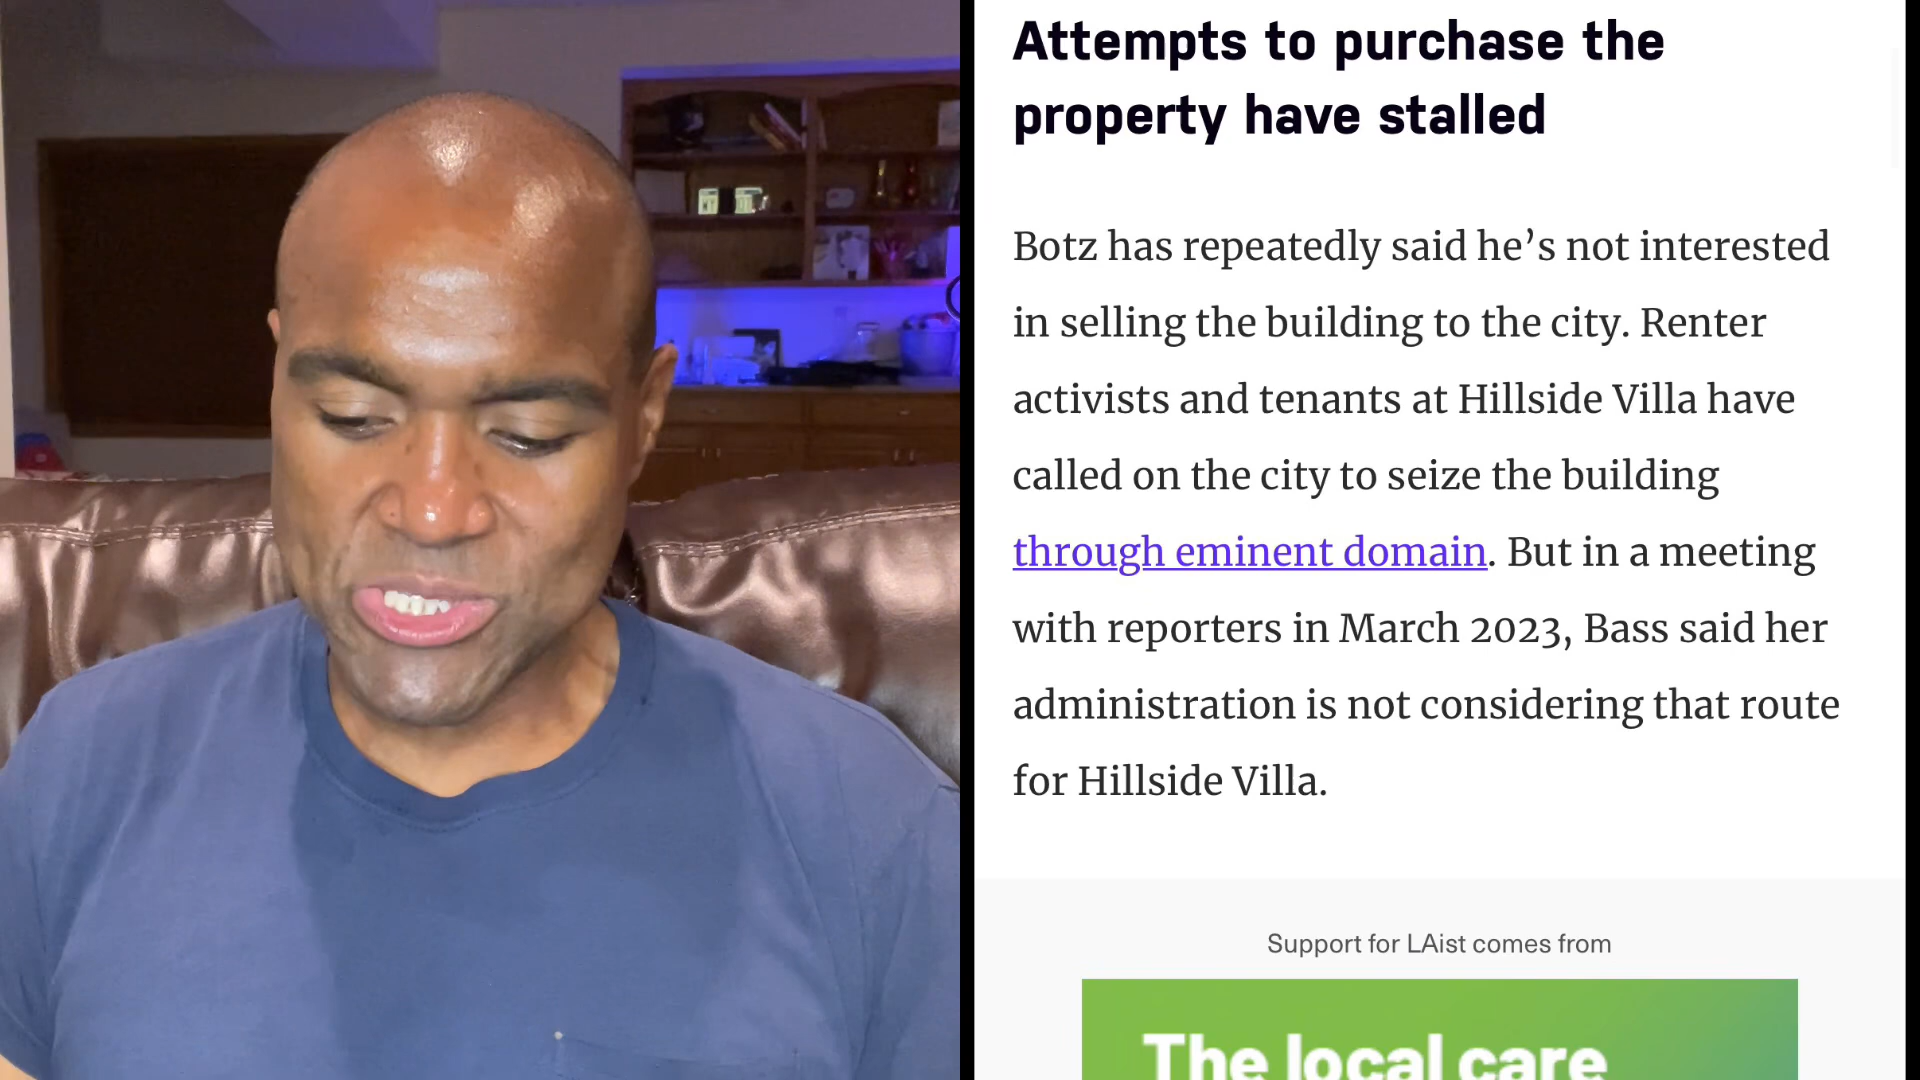 Attempts to purchase the
property have stalled
Botz has repeatedly said he’s not interested
in selling the building to the city. Renter
activists and tenants at Hillside Villa have
called on the city to seize the building
through eminent domain. But in a meeting
with reporters in March 2023, Bass said her
administration is not considering that route
for Hillside Villa.
Support for LAist comes from
The local care